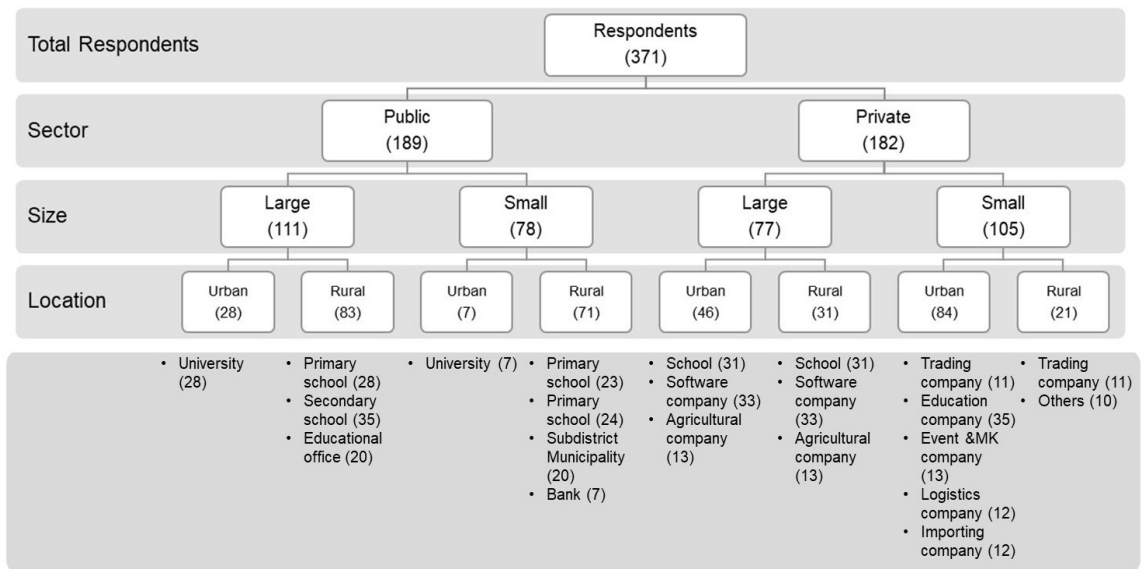 Total Respondents
Respondents
(371)
Sector
Public
(189)
Private
(182)
Size
Large
(111)
Small
(78)
Large
(77)
Small
(105)
Location
Urban
(28)
Rural
(83)
Urban
(7)
Rural
(71)
Urban
(46)
Rural
(31)
Urban
(84)
Rural
(21)
• University
(28)
• Primary
school (28)
• Secondary
school (35)
• Educational
office (20)
• University (7)
• Primary
school (23)
• Primary
school (24)
• Subdistrict
Municipality
(20)
• Bank (7)
• School (31)
• Software
company (33)
• Agricultural
company
(13)
• School (31)
• Software
company
(33)
• Agricultural
company
(13)
• Trading
company (11)
• Education
company (35)
• Event &MK
company
(13)
• Logistics
company (12)
• Importing
company (12)
• Trading
company (11)
• Others (10)